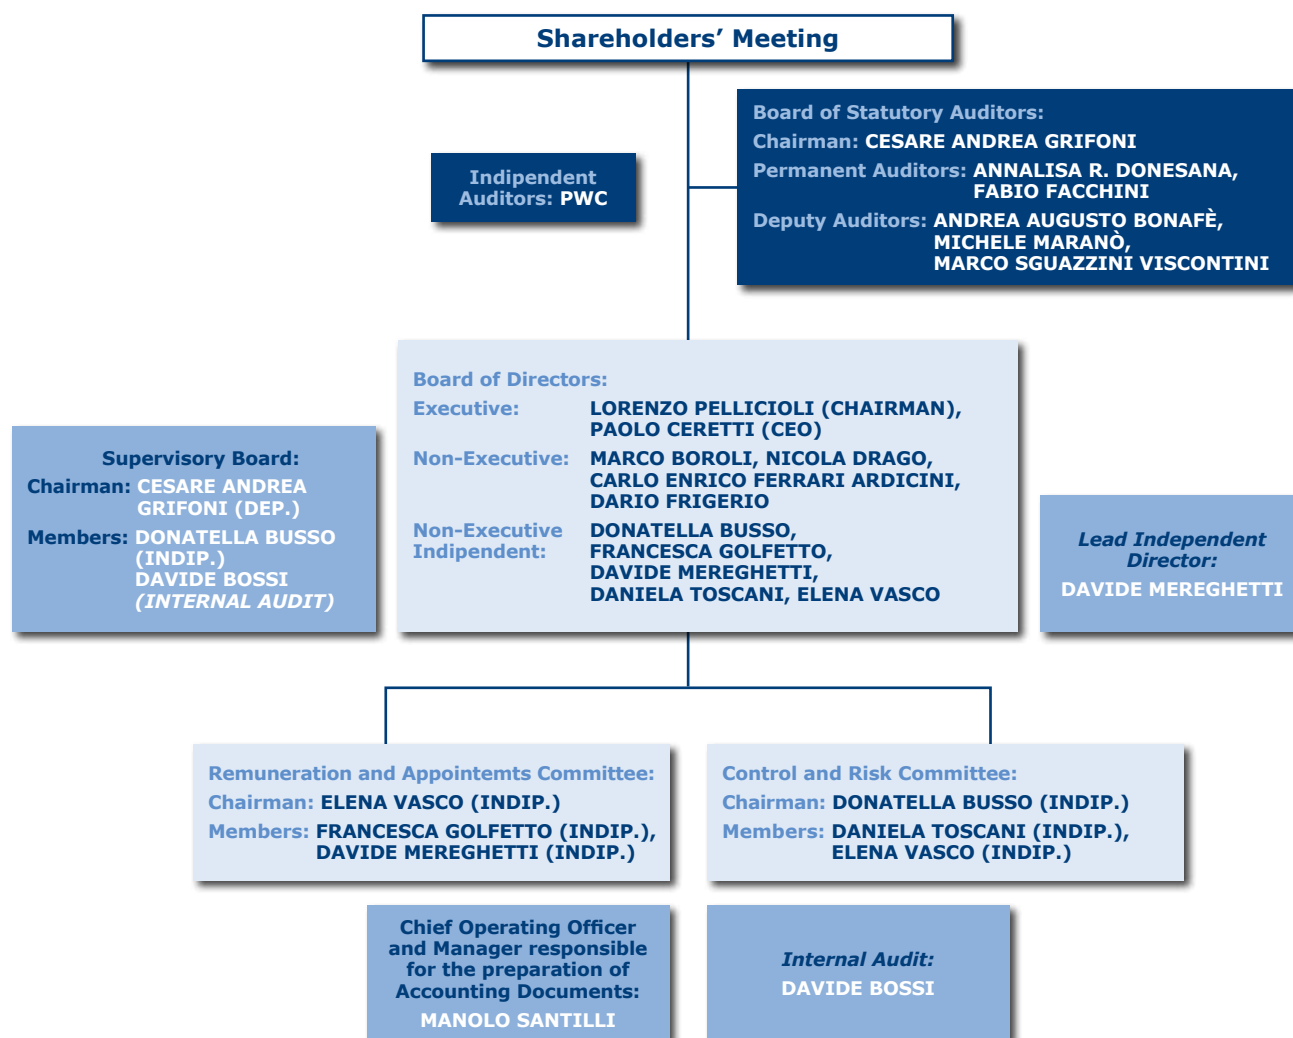 Shareholders’ Meeting
Indipendent
Auditors: PWC
Board of Statutory Auditors:
Chairman: CESARE ANDREA GRIFONI
Permanent Auditors: ANNALISA R. DONESANA,
FABIO FACCHINI
Deputy Auditors: ANDREA AUGUSTO BONAFÈ,
MICHELE MARANÒ,
MARCO SGUAZZINI VISCONTINI
Board of Directors:
Executive: LORENZO PELLICIOLI (CHAIRMAN),
PAOLO CERETTI (CEO)
Non-Executive: MARCO BOROLI, NICOLA DRAGO,
CARLO ENRICO FERRARI ARDICINI,
DARIO FRIGERIO
Non-Executive DONATELLA BUSSO,
Indipendent: FRANCESCA GOLFETTO,
DAVIDE MEREGHETTI,
DANIELA TOSCANI, ELENA VASCO
Supervisory Board:
Chairman: CESARE ANDREA
GRIFONI (DEP.)
Members: DONATELLA BUSSO
(INDIP.)
DAVIDE BOSSI
(INTERNAL AUDIT)
Lead Independent
Director:
DAVIDE MEREGHETTI
Remuneration and Appointemts Committee:
Chairman: ELENA VASCO (INDIP.)
Members: FRANCESCA GOLFETTO (INDIP.),
DAVIDE MEREGHETTI (INDIP.)
Control and Risk Committee:
Chairman: DONATELLA BUSSO (INDIP.)
Members: DANIELA TOSCANI (INDIP.),
ELENA VASCO (INDIP.)
Chief Operating Officer
and Manager responsible
for the preparation of
Accounting Documents:
MANOLO SANTILLI
Internal Audit:
DAVIDE BOSSI